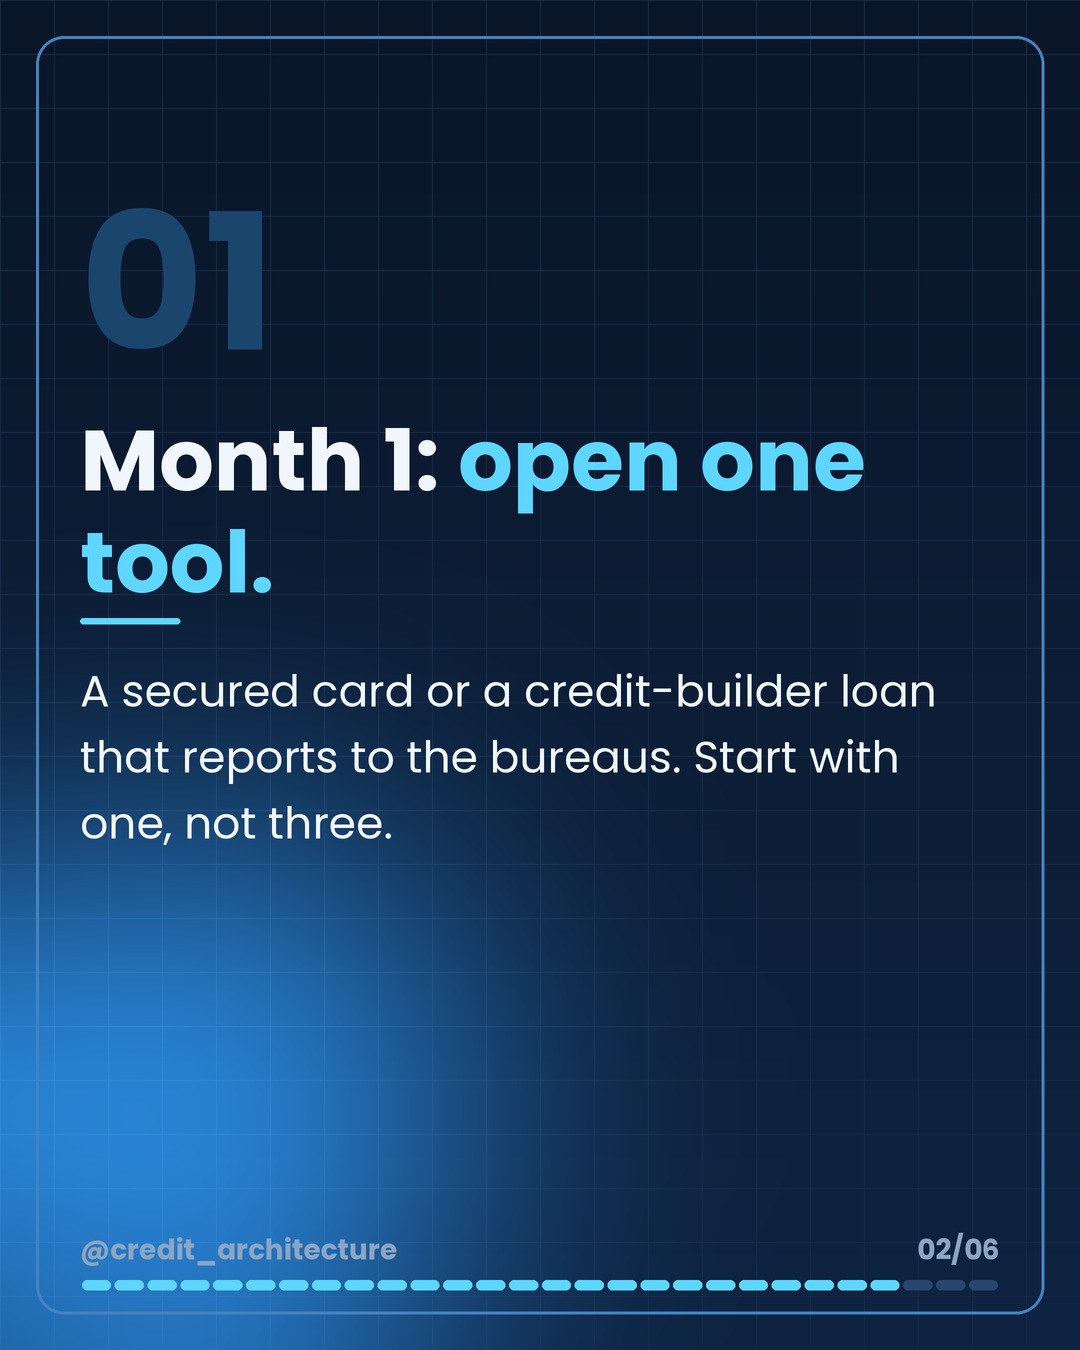 01
Month 1: open one
tool.
A secured card or a credit-builder loan
that reports to the bureaus. Start with
one, not three.
@credit_architecture
02/06